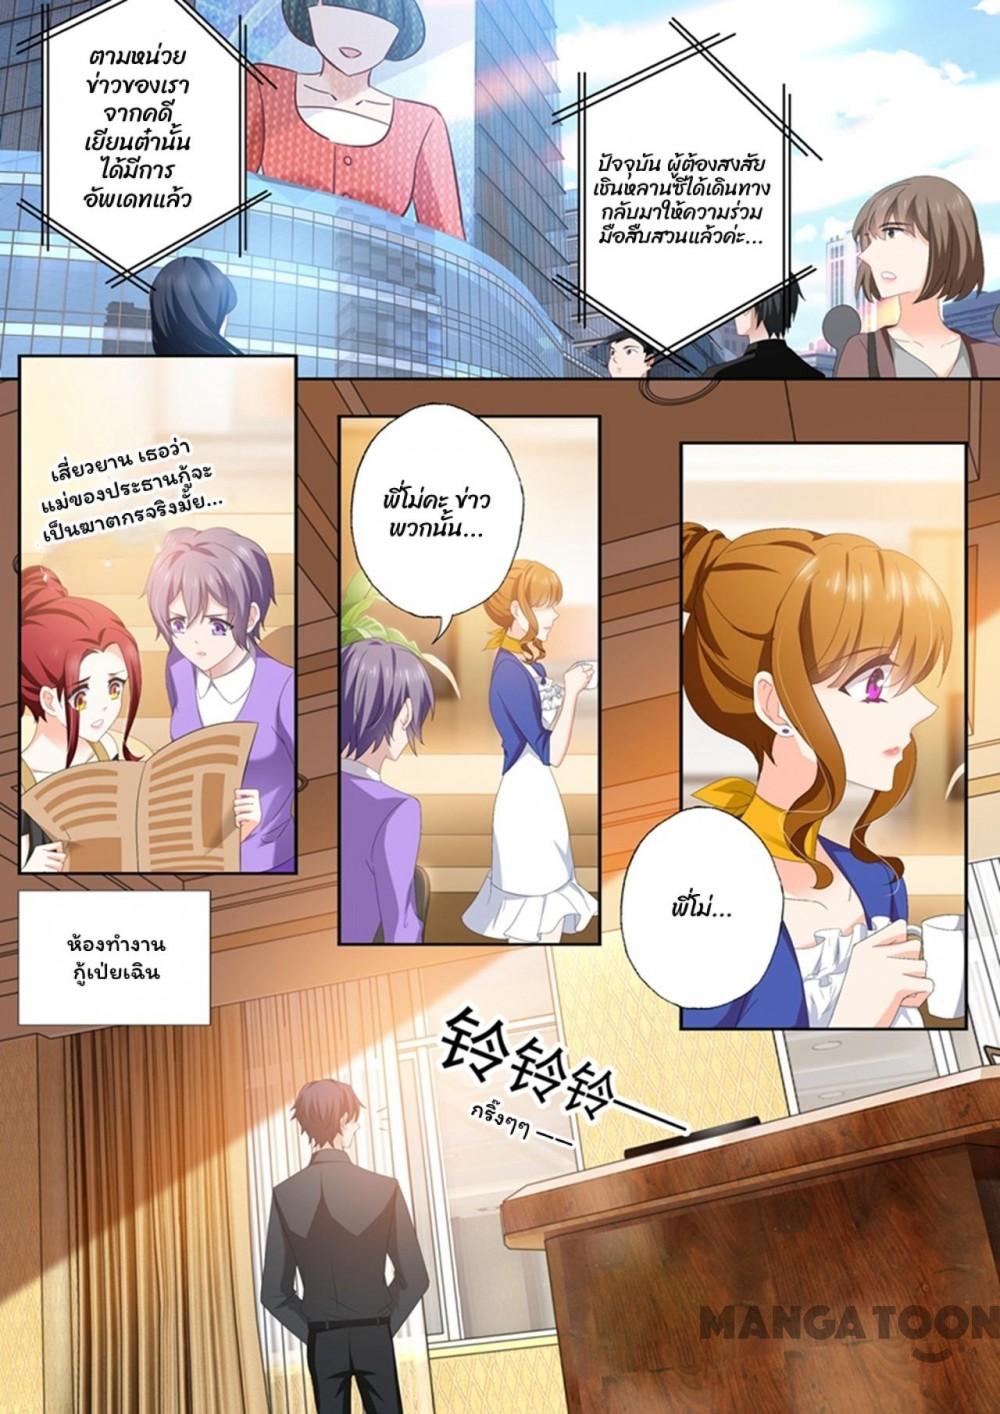 ตามหน่วย
ข่าวของเรา
จากคดี
เยียนต๋านั้น
ได้มีการ
อัพเดทแล้ว
ปัจจุบัน ผู้ต้องสงสัย
เชินหลานซีได้เดินทาง
กลับมาให้ความร่วม
มือสืบสวนแล้วค่ะ...
เสี่ยวยาน เธอว่า
แม่ของประธานกู้จะ
เป็นฆาตกรจริงมั้ย...
พี่โม่คะ ข่าว
พวกนั้น...
พี่โม่...
ห้องทำงาน
กู้เป่ยเฉิน
铃铃铃——
กริ๊งๆๆ ——
MANGATOON